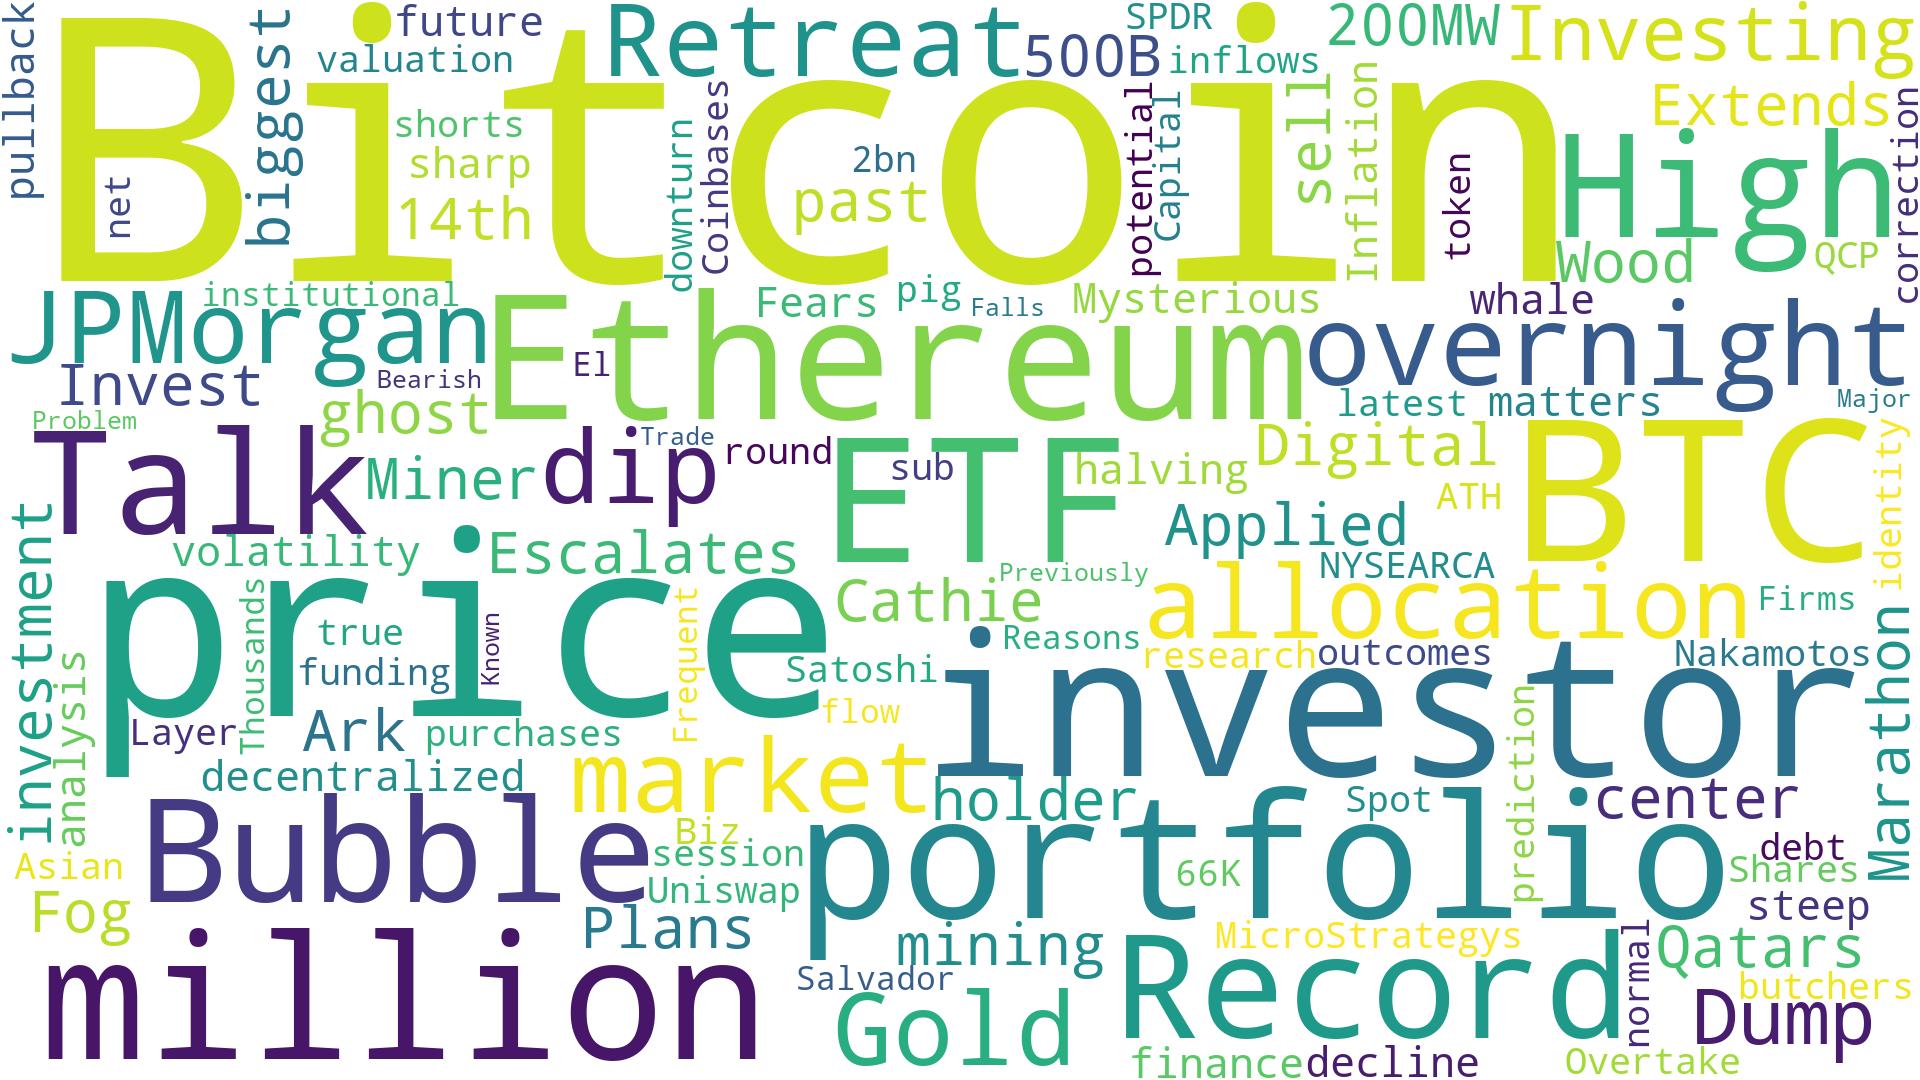 Bitcoin
pullback
biggest
future
valuation
Retreat
500B
SPDR
inflows
200MW
Investing
Extends
net
shorts
sharp
14th
downturn
Coinbases
2bn
past
potential
Capital
sell
Inflation
token
High
correction
Wood
QCP
JPMorgan
institutional
Ethereum
Fears
pig
Falls
Mysterious
whale
overnight
Invest
Bearish
El
ghost
Problem
latest
matters
Major
Talk
Miner
dip
Trade
round
ETF
sub
halving
Digital
ATH
BTC
identity
Applied
NYSEARCA
volatility
Escalates
investment
price
Previously
Cathie
allocation
Firms
Thousands
true
funding
Known
Frequent
Satoshi
Reasons
research
outcomes
Nakamotos
investor
analysis
Layer
Ark
purchases
flow
prediction
Marathon
decentralized
market
holder
Spot
center
Bubble
Biz
session
Uniswap
portfolio
66K
debt
Shares
steep
Asian
Fog
Plans
mining
MicroStrategys
Record
normal
Qatars
butchers
million
Salvador
Gold
Dump
finance
decline
Overtake